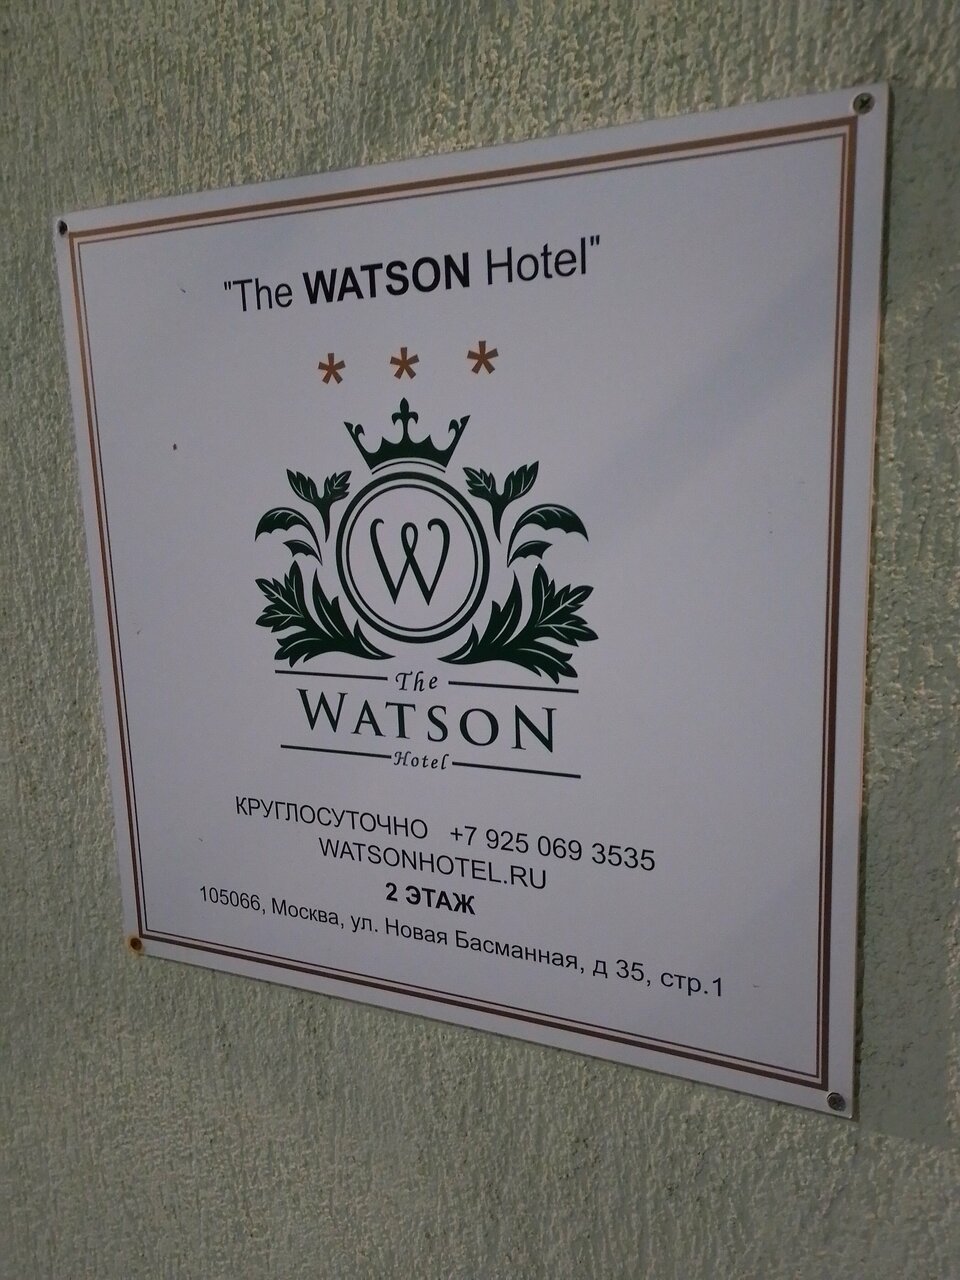 "The WATSON Hotel"
* * *
W
The
WATSON
Hotel
КРУГЛОСУТОЧНО +7 925 069 3535
WATSONHOTEL.RU
2 ЭТАЖ
105066, Москва, ул. Новая Басманная, д 35, стр.1